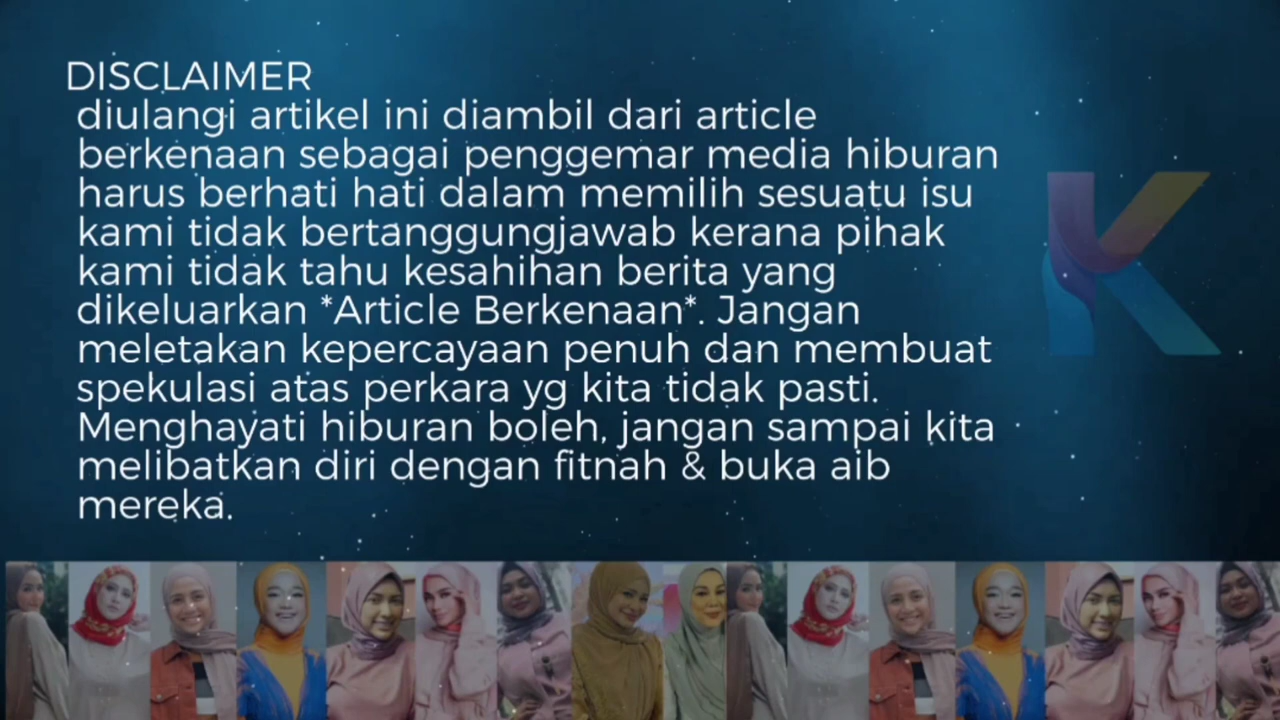 DISCLAIMER
diulangi artikel ini diambil dari article
berkenaan sebagai penggemar media hiburan
harus berhati hati dalam memilih sesuatu isu
kami tidak bertanggungjawab kerana pihak
kami tidak tahu kesahihan berita yang
dikeluarkan *Article Berkenaan*. Jangan
meletakan kepercayaan penuh dan membuat
spekulasi atas perkara yg kita tidak pasti.
Menghayati hiburan boleh, jangan sampai kita
melibatkan diri dengan fitnah & buka aib
mereka.
K